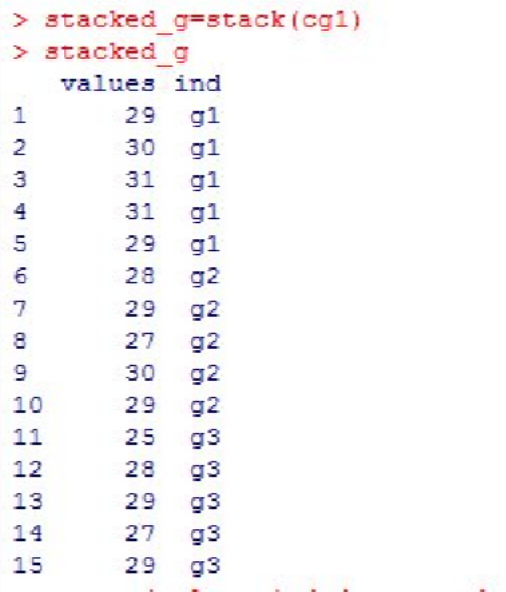 > stacked_g=stack(cg1)
> stacked_g
values ind
1 29 g1
2 30 g1
3 31 g1
4 31 g1
5 29 g1
6 28 g2
7 29 g2
8 27 g2
9 30 g2
10 29 g2
11 25 g3
12 28 g3
13 29 g3
14 27 g3
15 29 g3